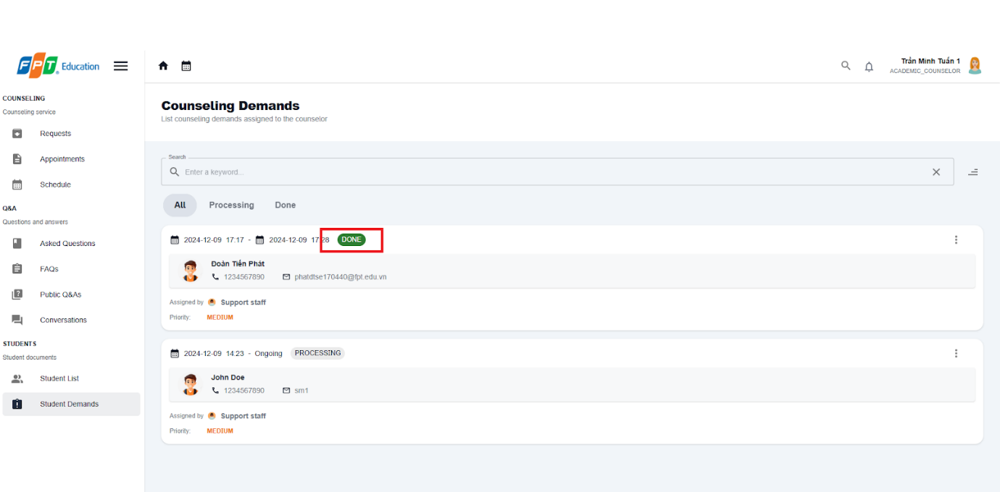 FPT Education
Trần Minh Tuấn 1
ACADEMIC_COUNSELOR
COUNSELING
Counseling service
Requests
Appointments
Schedule
Q&A
Questions and answers
Asked Questions
FAQs
Public Q&As
Conversations
STUDENTS
Student documents
Student List
Student Demands
Counseling Demands
List counseling demands assigned to the counselor
Search
Enter a keyword...
All Processing Done
2024-12-09 17:17 - 2024-12-09 17:28 DONE
Đoàn Tiến Phát
1234567890 phatdtse170440@fpt.edu.vn
Assigned by Support staff
Priority: MEDIUM
2024-12-09 14:23 - Ongoing PROCESSING
John Doe
1234567890 sm1
Assigned by Support staff
Priority: MEDIUM